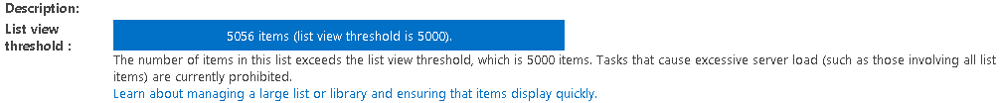 Description:
List view
threshold :
5056 items (list view threshold is 5000).
The number of items in this list exceeds the list view threshold, which is 5000 items. Tasks that cause excessive server load (such as those involving all list
items) are currently prohibited.
Learn about managing a large list or library and ensuring that items display quickly.